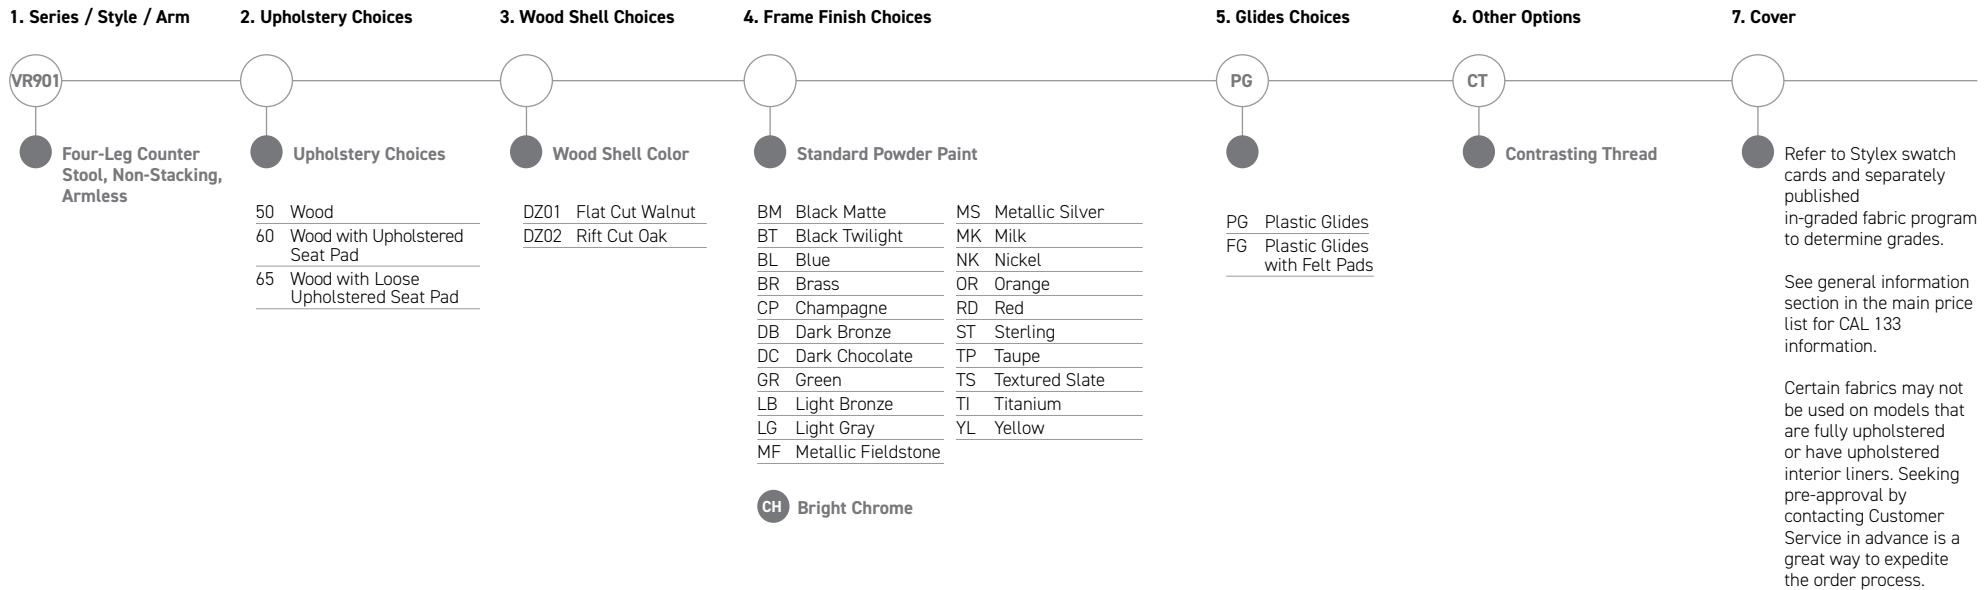 1. Series / Style / Arm
VR901
Four-Leg Counter
Stool, Non-Stacking,
Armless
2. Upholstery Choices
Upholstery Choices
50 Wood
60 Wood with Upholstered
Seat Pad
65 Wood with Loose
Upholstered Seat Pad
3. Wood Shell Choices
Wood Shell Color
DZ01 Flat Cut Walnut
DZ02 Rift Cut Oak
4. Frame Finish Choices
Standard Powder Paint
BM Black Matte
BT Black Twilight
BL Blue
BR Brass
CP Champagne
DB Dark Bronze
DC Dark Chocolate
GR Green
LB Light Bronze
LG Light Gray
MF Metallic Fieldstone
MS Metallic Silver
MK Milk
NK Nickel
OR Orange
RD Red
ST Sterling
TP Taupe
TS Textured Slate
TI Titanium
YL Yellow
CH Bright Chrome
5. Glides Choices
PG
PG Plastic Glides
FG Plastic Glides
with Felt Pads
6. Other Options
CT
Contrasting Thread
7. Cover
Refer to Stylex swatch
cards and separately
published
in-graded fabric program
to determine grades.
See general information
section in the main price
list for CAL 133
information.
Certain fabrics may not
be used on models that
are fully upholstered
or have upholstered
interior liners. Seeking
pre-approval by
contacting Customer
Service in advance is a
great way to expedite
the order process.